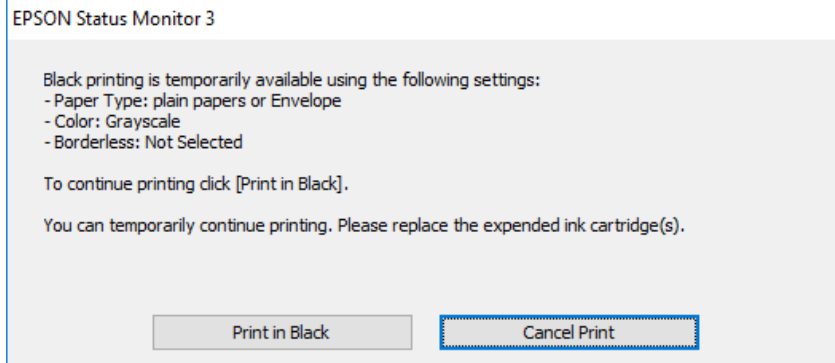 EPSON Status Monitor 3
Black printing is temporarily available using the following settings:
- Paper Type: plain papers or Envelope
- Color: Grayscale
- Borderless: Not Selected
To continue printing click [Print in Black].
You can temporarily continue printing. Please replace the expended ink cartridge(s).
Print in Black
Cancel Print